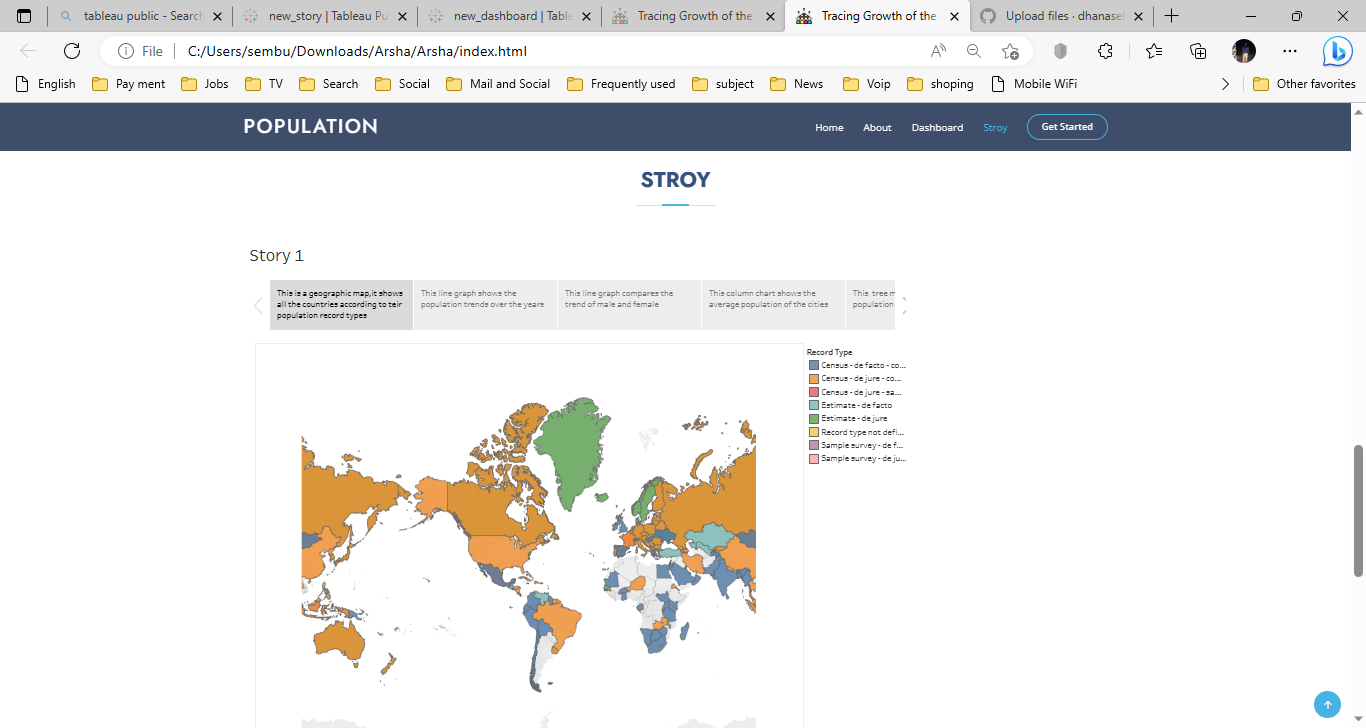 tableau public - Search
new_story | Tableau Pu
new_dashboard | Table
Tracing Growth of the
Tracing Growth of the
Upload files · dhanasel
File
C:/Users/sembu/Downloads/Arsha/Arsha/index.html
English
Pay ment
Jobs
TV
Search
Social
Mail and Social
Frequently used
subject
News
Voip
shoping
Mobile WiFi
Other favorites
POPULATION
Home
About
Dashboard
Stroy
Get Started
STROY
Story 1
This is a geographic map,it shows
all the countries according to teir
population record types
This line graph shows the
population trends over the years
This line graph compares the
trend of male and female
This column chart shows the
average population of the cities
This tree m
population
Record Type
Census - de facto - co...
Census - de jure - co...
Census - de jure - sa...
Estimate - de facto
Estimate - de jure
Record type not defi...
Sample survey - de f...
Sample survey - de ju...